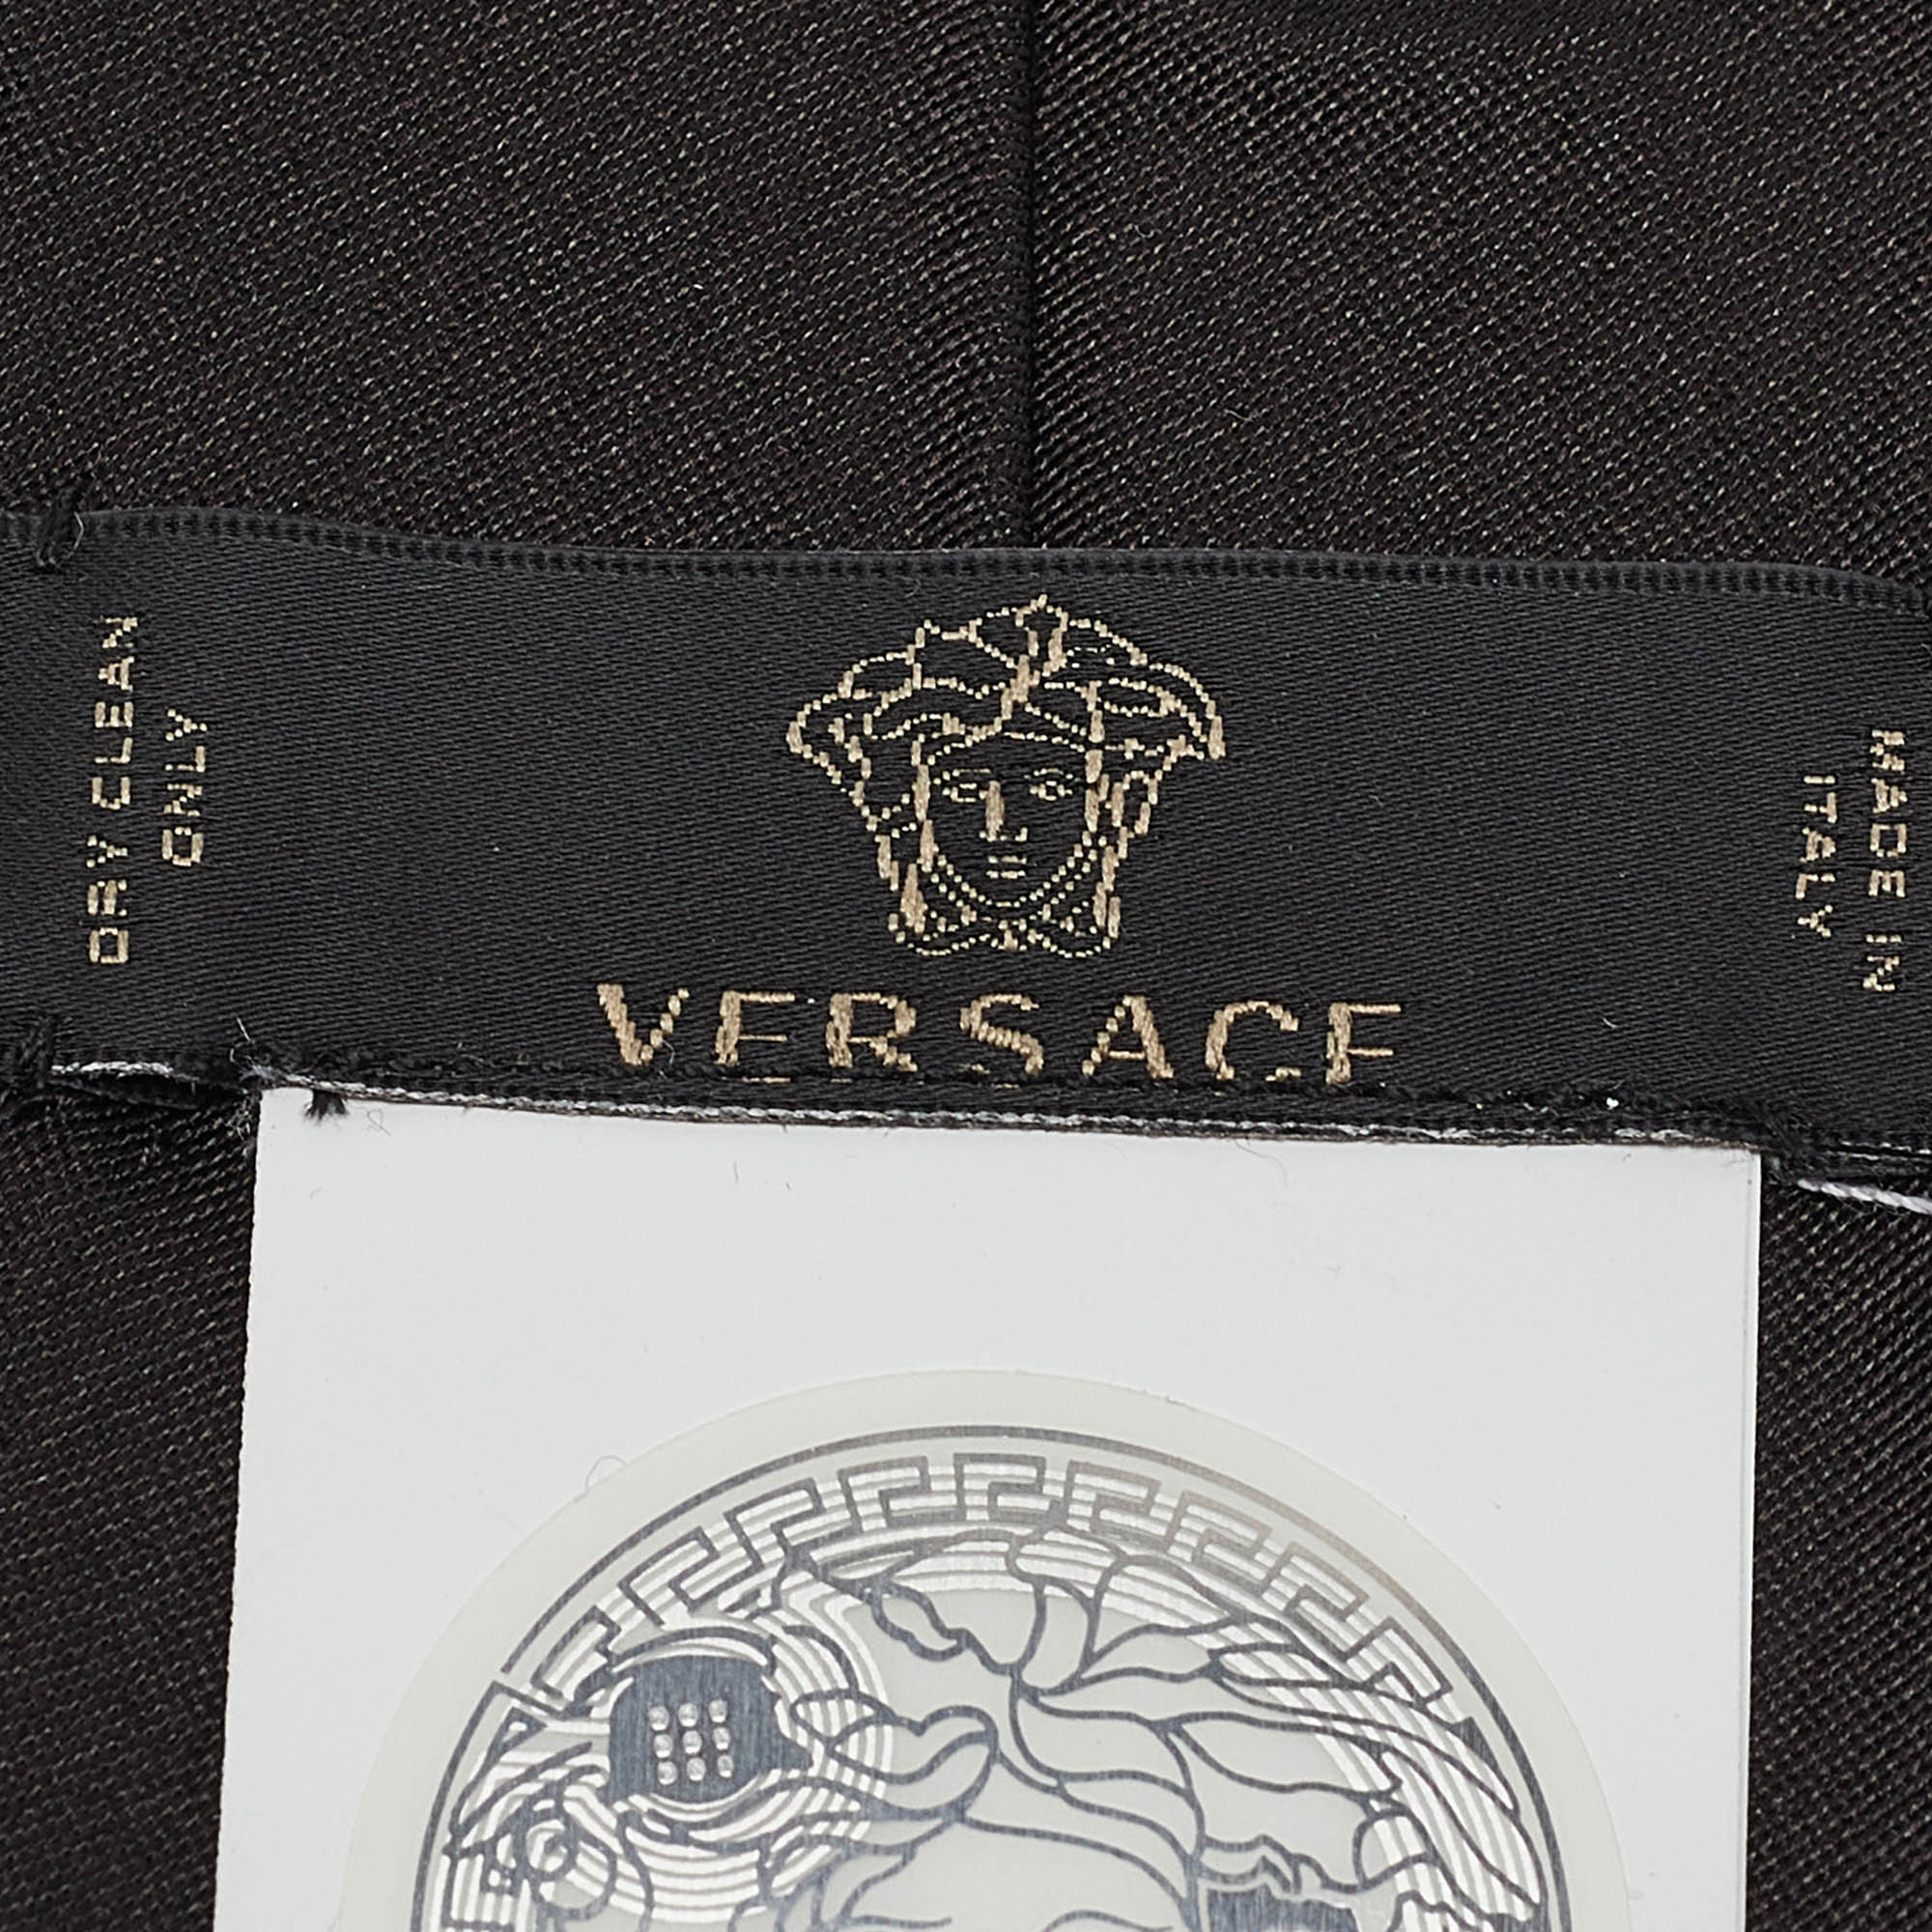 DRY CLEAN
ONLY
VERSACE
MADE IN
ITALY